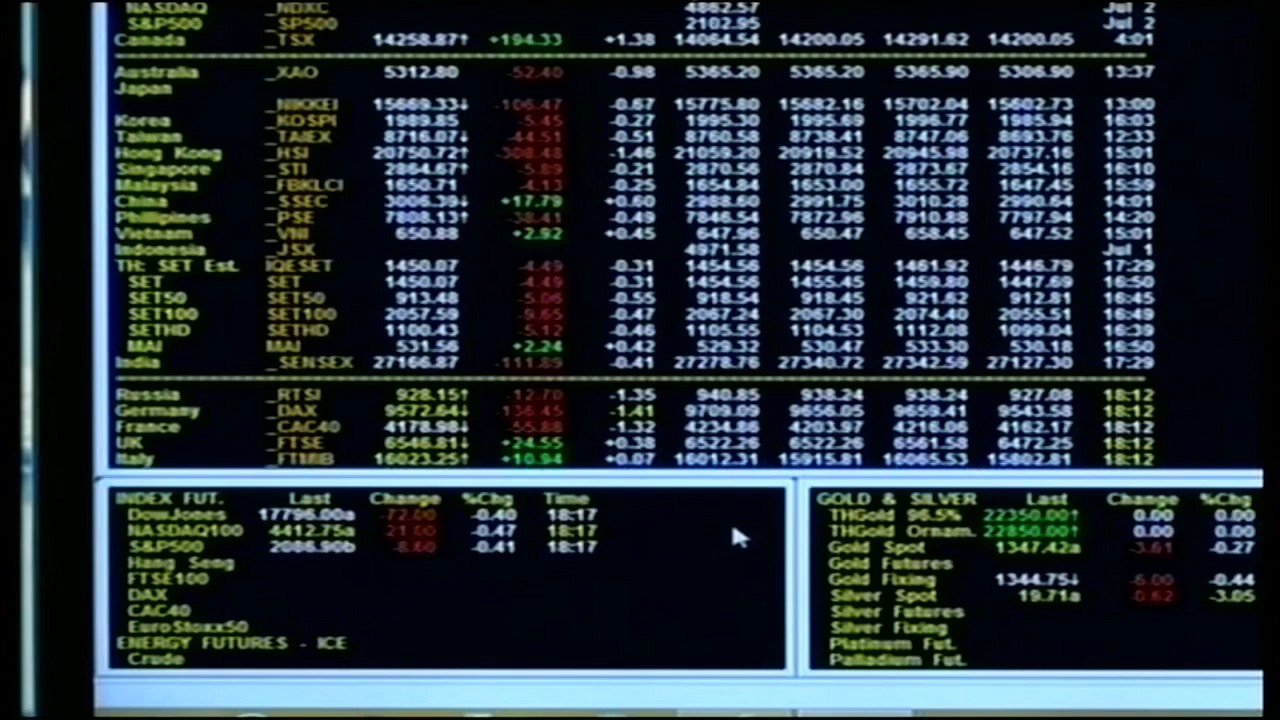 NASDAQ _NDXC 4862.57 Jul 2
S&P500 _SP500 2102.95 Jul 2
Canada _TSX 14258.87↑ +194.33 +1.38 14064.54 14200.05 14291.62 14200.05 4:01
Australia _XAO 5312.80 -52.40 -0.98 5365.20 5365.20 5365.90 5306.90 13:37
Japan
_NIKKEI 15669.33↓ -106.47 -0.67 15775.80 15682.16 15702.04 15602.73 13:00
Korea _KOSPI 1989.85 -5.45 -0.27 1995.30 1995.69 1996.77 1985.94 16:03
Taiwan _TAIEX 8716.07↓ -44.51 -0.51 8760.58 8738.41 8747.06 8693.76 12:33
Hong Kong _HSI 20750.72↑ -308.48 -1.46 21059.20 20919.52 20945.98 20737.16 15:01
Singapore _STI 2864.67↑ -5.89 -0.21 2870.56 2870.84 2873.67 2854.16 16:10
Malaysia _FBKLCI 1650.71 -4.13 -0.25 1654.84 1653.00 1655.72 1647.45 15:59
China _SSEC 3006.39↓ +17.79 +0.60 2988.60 2991.75 3010.28 2990.64 14:01
Philipines _PSE 7808.13↑ -38.41 -0.49 7846.54 7872.96 7910.88 7797.94 14:20
Vietnam _VNI 650.88 +2.92 +0.45 647.96 650.47 658.45 647.52 15:01
Indonesia _JSX 4971.58 Jul 1
TH: SET Est. IQESET 1450.07 -4.49 -0.31 1454.56 1454.56 1461.92 1446.79 17:29
SET SET 1450.07 -4.49 -0.31 1454.56 1455.45 1459.80 1447.69 16:50
SET50 SET50 913.48 -5.06 -0.55 918.54 918.45 921.62 912.81 16:45
SET100 SET100 2057.59 -9.65 -0.47 2067.24 2067.30 2074.40 2055.51 16:49
SETHD SETHD 1100.43 -5.12 -0.46 1105.55 1104.53 1112.08 1099.04 16:39
MAI MAI 531.56 +2.24 +0.42 529.32 530.47 533.30 530.18 16:50
India _SENSEX 27166.87 -111.89 -0.41 27278.76 27340.72 27342.59 27127.30 17:29
Russia _RTSI 928.15↑ -12.70 -1.35 940.85 938.24 938.24 927.08 18:12
Germany _DAX 9572.64↓ -136.45 -1.41 9709.09 9656.05 9659.41 9543.58 18:12
France _CAC40 4178.98↓ -55.88 -1.32 4234.86 4203.97 4216.06 4162.17 18:12
UK _FTSE 6546.81↓ +24.55 +0.38 6522.26 6522.26 6561.58 6472.25 18:12
Italy _FTMIB 16023.25↑ +10.94 +0.07 16012.31 15915.81 16065.53 15802.81 18:12
INDEX FUT. Last Change %Chg Time
DowJones 17796.00a -72.00 -0.40 18:17
NASDAQ100 4412.75a -21.00 -0.47 18:17
S&P500 2086.90b -8.60 -0.41 18:17
Hang Seng
FTSE100
DAX
CAC40
EuroStoxx50
ENERGY FUTURES - ICE
Crude
GOLD & SILVER Last Change %Chg
THGold 96.5% 22350.00↑ 0.00 0.00
THGold Ornam. 22850.00↑ 0.00 0.00
Gold Spot 1347.42a -3.61 -0.27
Gold Futures
Gold Fixing 1344.75↓ -6.00 -0.44
Silver Spot 19.71a -0.62 -3.05
Silver Futures
Silver Fixing
Platinum Fut.
Palladium Fut.